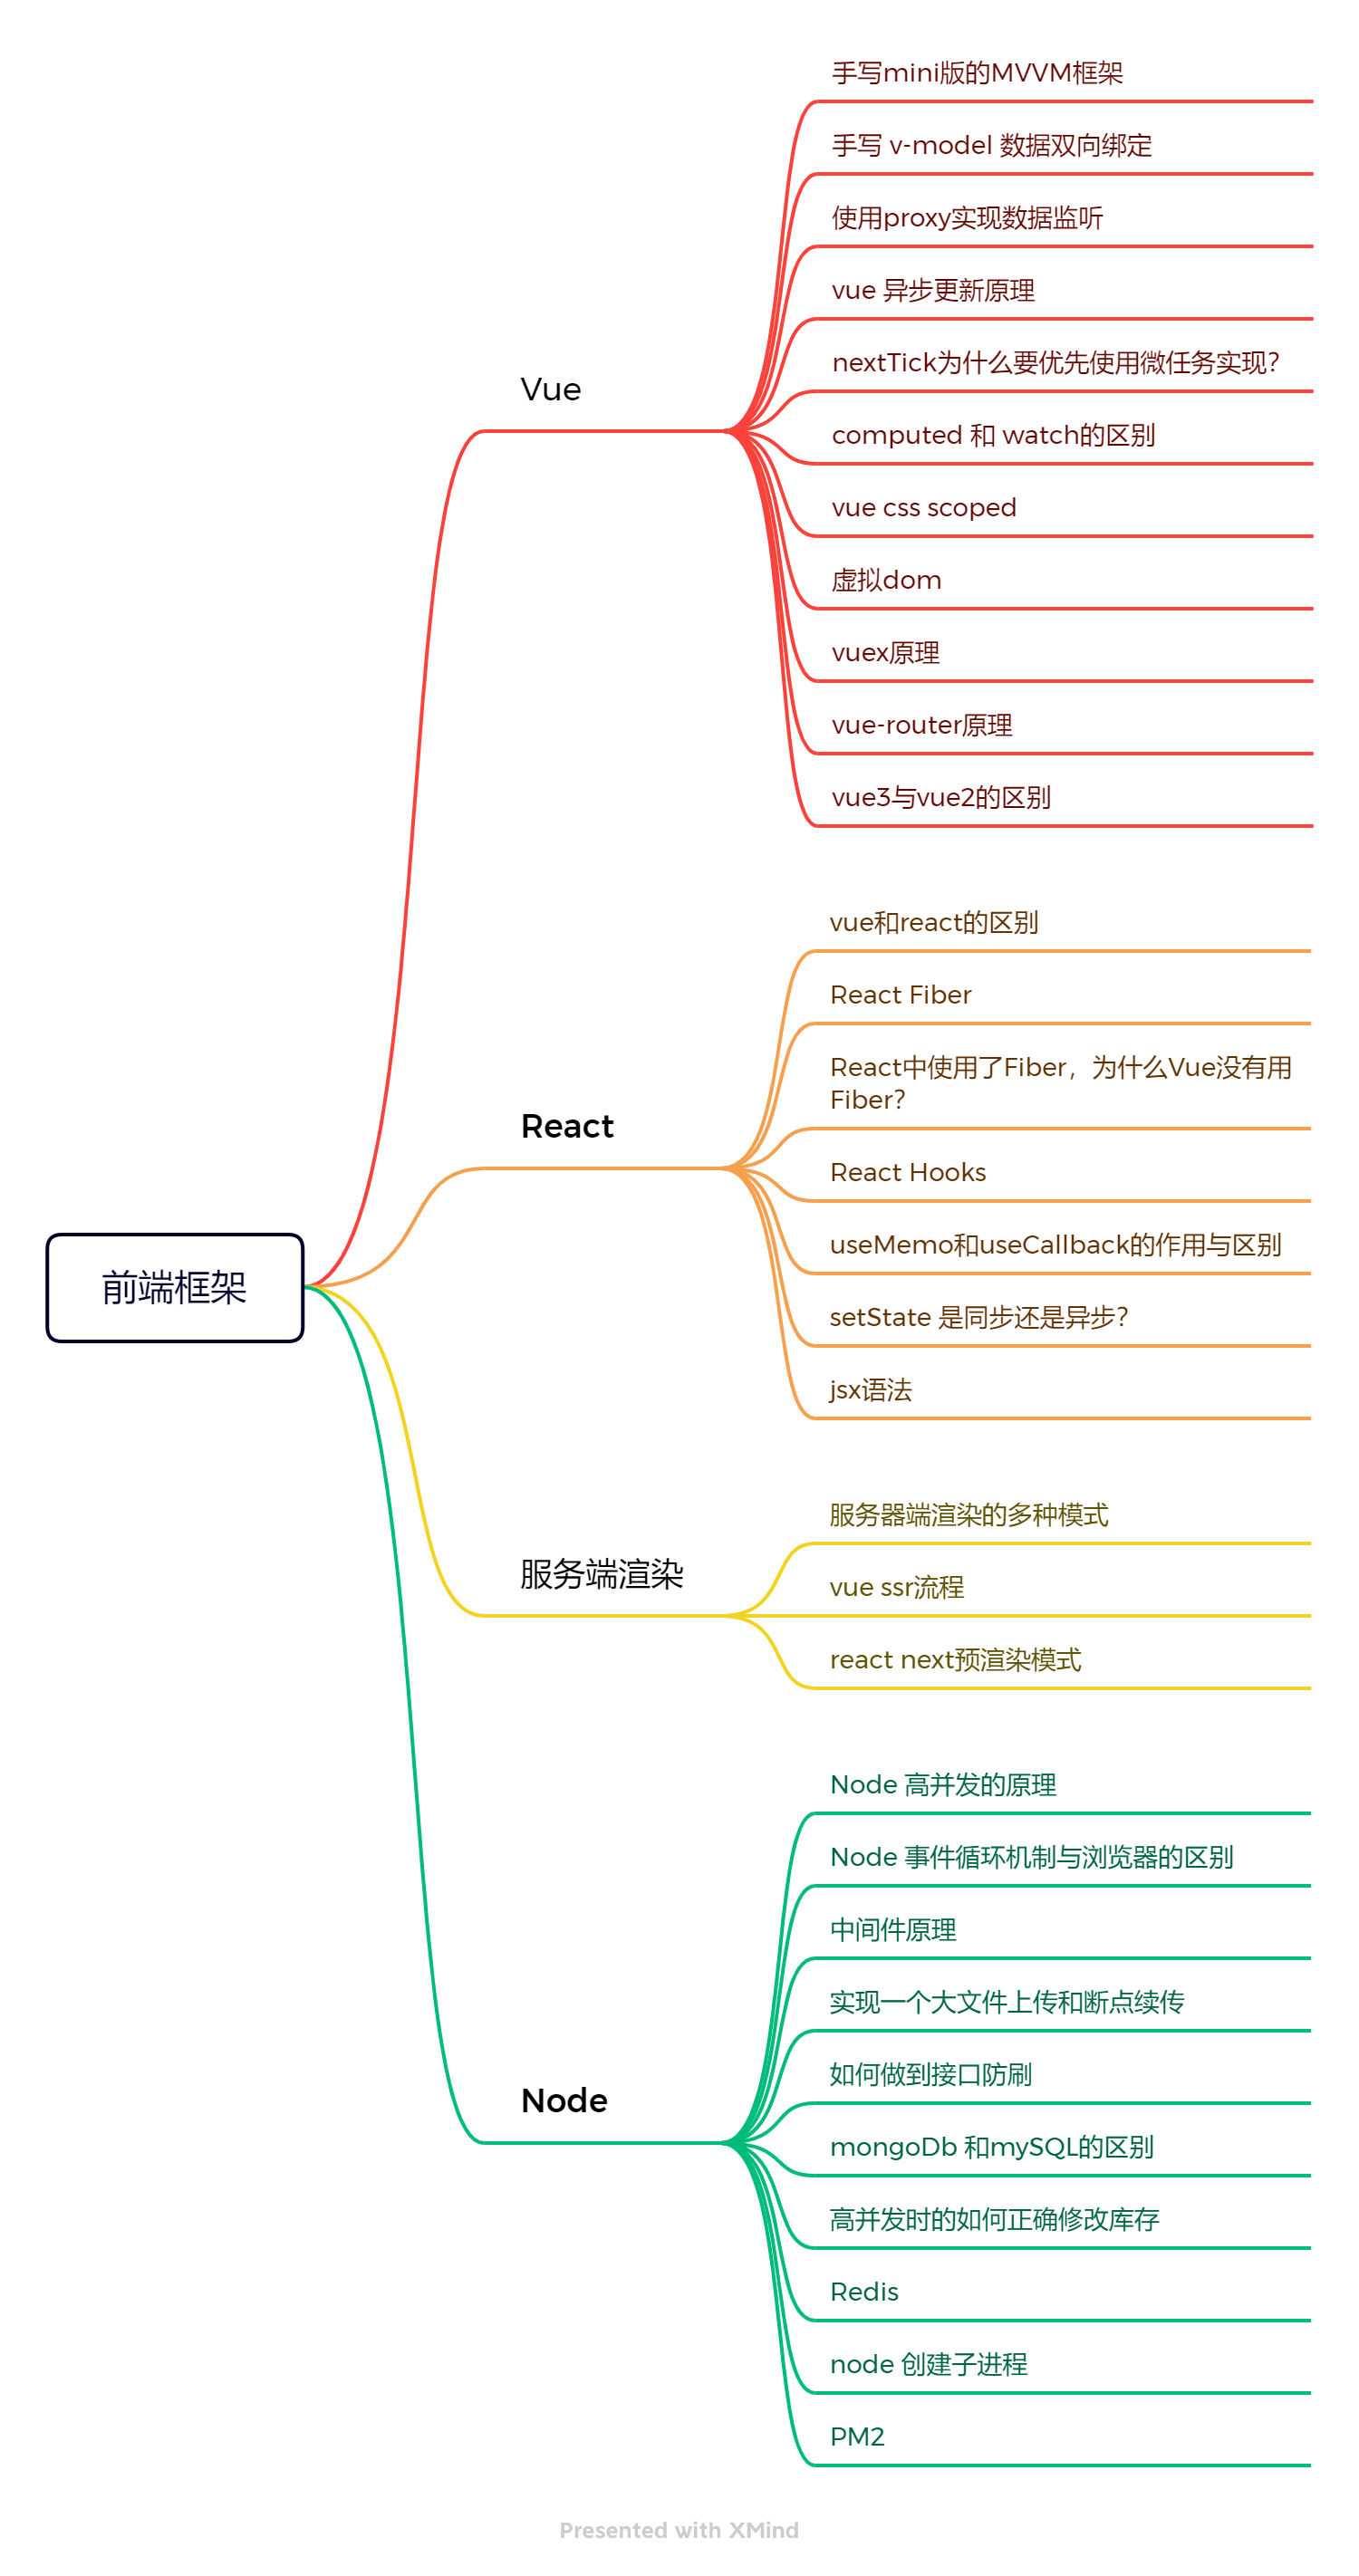 前端框架
Vue
手写mini版的MVVM框架
手写 v-model 数据双向绑定
使用proxy实现数据监听
vue 异步更新原理
nextTick为什么要优先使用微任务实现？
computed 和 watch的区别
vue css scoped
虚拟dom
vuex原理
vue-router原理
vue3与vue2的区别
React
vue和react的区别
React Fiber
React中使用了Fiber，为什么Vue没有用
Fiber？
React Hooks
useMemo和useCallback的作用与区别
setState 是同步还是异步？
jsx语法
服务端渲染
服务器端渲染的多种模式
vue ssr流程
react next预渲染模式
Node
Node 高并发的原理
Node 事件循环机制与浏览器的区别
中间件原理
实现一个大文件上传和断点续传
如何做到接口防刷
mongoDb 和mySQL的区别
高并发时的如何正确修改库存
Redis
node 创建子进程
PM2
Presented with XMind